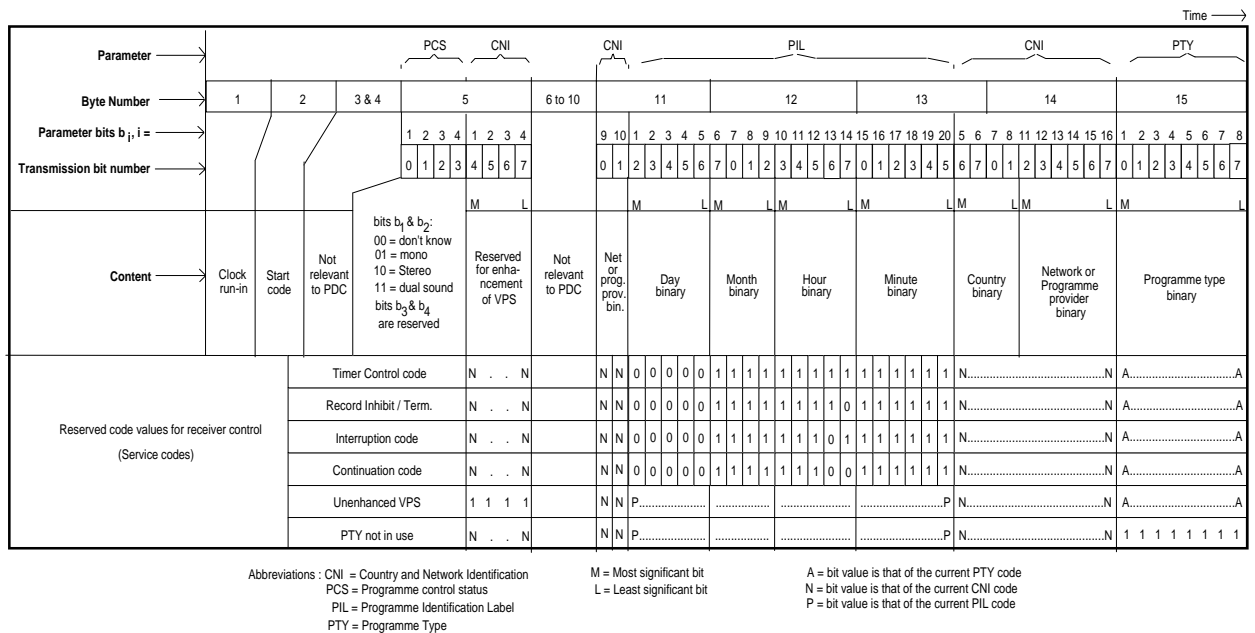 Time
Parameter PCS CNI CNI PIL CNI PTY
Byte Number 1 2 3 & 4 5 6 to 10 11 12 13 14 15
Parameter bits b i , i = 1 2 3 4 1 2 3 4 9 10 1 2 3 4 5 6 7 8 9 10 11 12 13 14 15 16 17 18 19 20 5 6 7 8 11 12 13 14 15 16 1 2 3 4 5 6 7 8
Transmission bit number 0 1 2 3 4 5 6 7 0 1 2 3 4 5 6 7 0 1 2 3 4 5 6 7 0 1 2 3 4 5 6 7 0 1 2 3 4 5 6 7 0 1 2 3 4 5 6 7
M L M L M L M L M L M L M L M L
Content
Clock run-in
Start code
Not relevant to PDC
bits b1 & b2:
00 = don't know
01 = mono
10 = Stereo
11 = dual sound
bits b3& b4
are reserved
Reserved for enha- ncement of VPS
Not relevant to PDC
Net or prog. prov. bin.
Day binary
Month binary
Hour binary
Minute binary
Country binary
Network or Programme provider binary
Programme type binary
Reserved code values for receiver control
(Service codes)
Timer Control code N . . N N N 0 0 0 0 0 1 1 1 1 1 1 1 1 1 1 1 1 1 1 1 N....N A....A
Record Inhibit / Term. N . . N N N 0 0 0 0 0 1 1 1 1 1 1 1 1 0 1 1 1 1 1 1 N....N A....A
Interruption code N . . N N N 0 0 0 0 0 1 1 1 1 1 1 1 0 1 1 1 1 1 1 1 N....N A....A
Continuation code N . . N N N 0 0 0 0 0 1 1 1 1 1 1 1 0 0 1 1 1 1 1 1 N....N A....A
Unenhanced VPS 1 1 1 1 N N P.... .... .... ....P N....N A....A
PTY not in use N . . N N N P.... .... .... ....P N....N 1 1 1 1 1 1 1 1
Abbreviations : CNI = Country and Network Identification
PCS = Programme control status
PIL = Programme Identification Label
PTY = Programme Type
M = Most significant bit
L = Least significant bit
A = bit value is that of the current PTY code
N = bit value is that of the current CNI code
P = bit value is that of the current PIL code